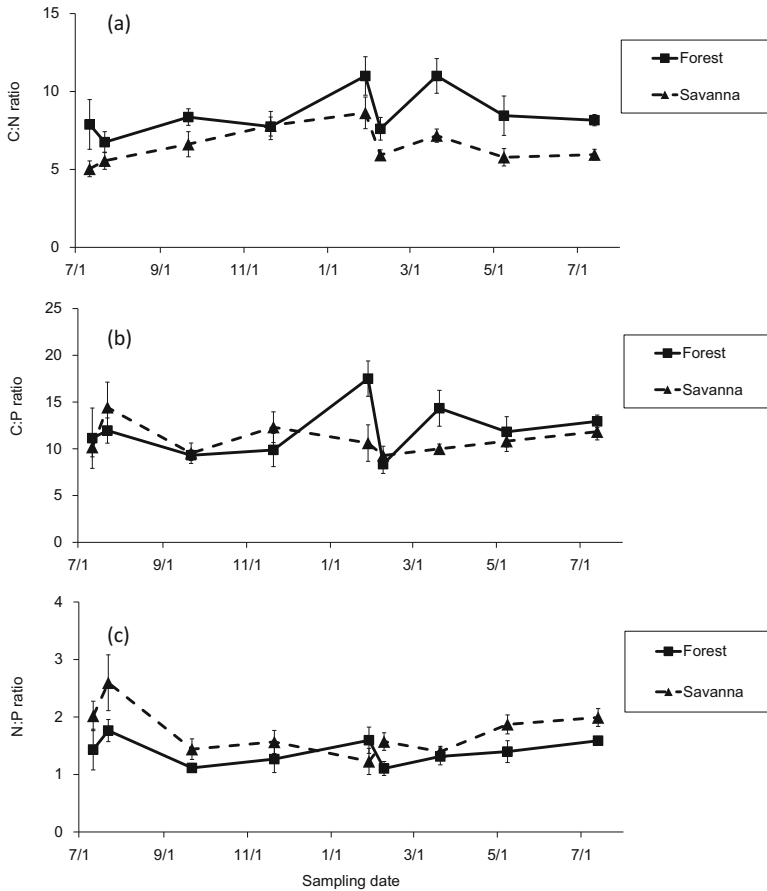 (a)
15
10
5
0
C:N ratio
7/1 9/1 11/1 1/1 3/1 5/1 7/1
Forest
Savanna
(b)
25
20
15
10
5
0
C:P ratio
7/1 9/1 11/1 1/1 3/1 5/1 7/1
Forest
Savanna
(c)
4
3
2
1
0
N:P ratio
7/1 9/1 11/1 1/1 3/1 5/1 7/1
Sampling date
Forest
Savanna